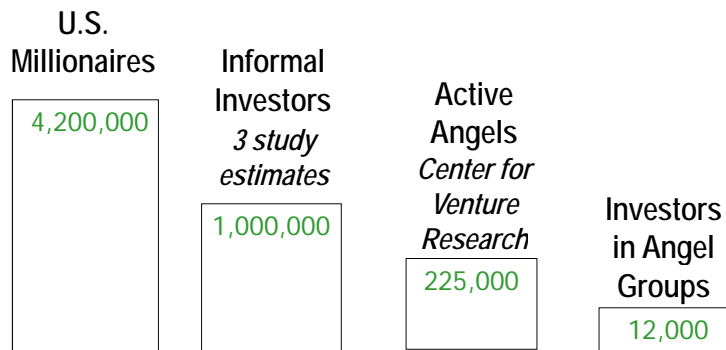 U.S.
Millionaires
4,200,000
Informal
Investors
3 study
estimates
1,000,000
Active
Angels
Center for
Venture
Research
225,000
Investors
in Angel
Groups
12,000